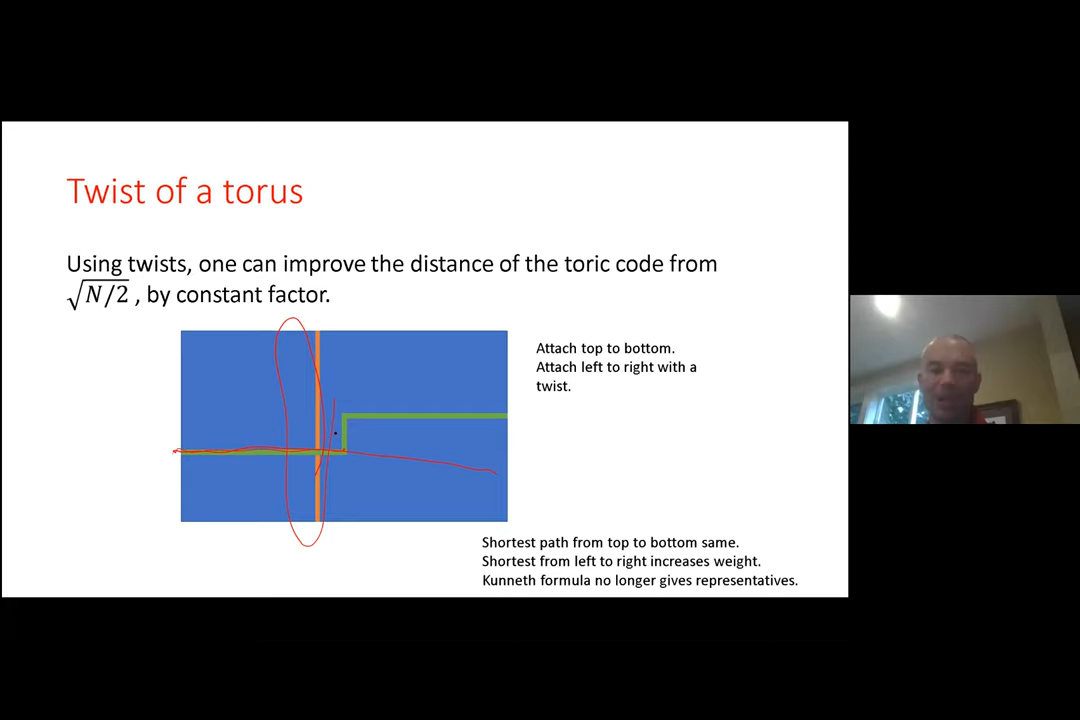 Twist of a torus
Using twists, one can improve the distance of the toric code from
√N/2 , by constant factor.
Attach top to bottom.
Attach left to right with a
twist.
Shortest path from top to bottom same.
Shortest from left to right increases weight.
Kunneth formula no longer gives representatives.